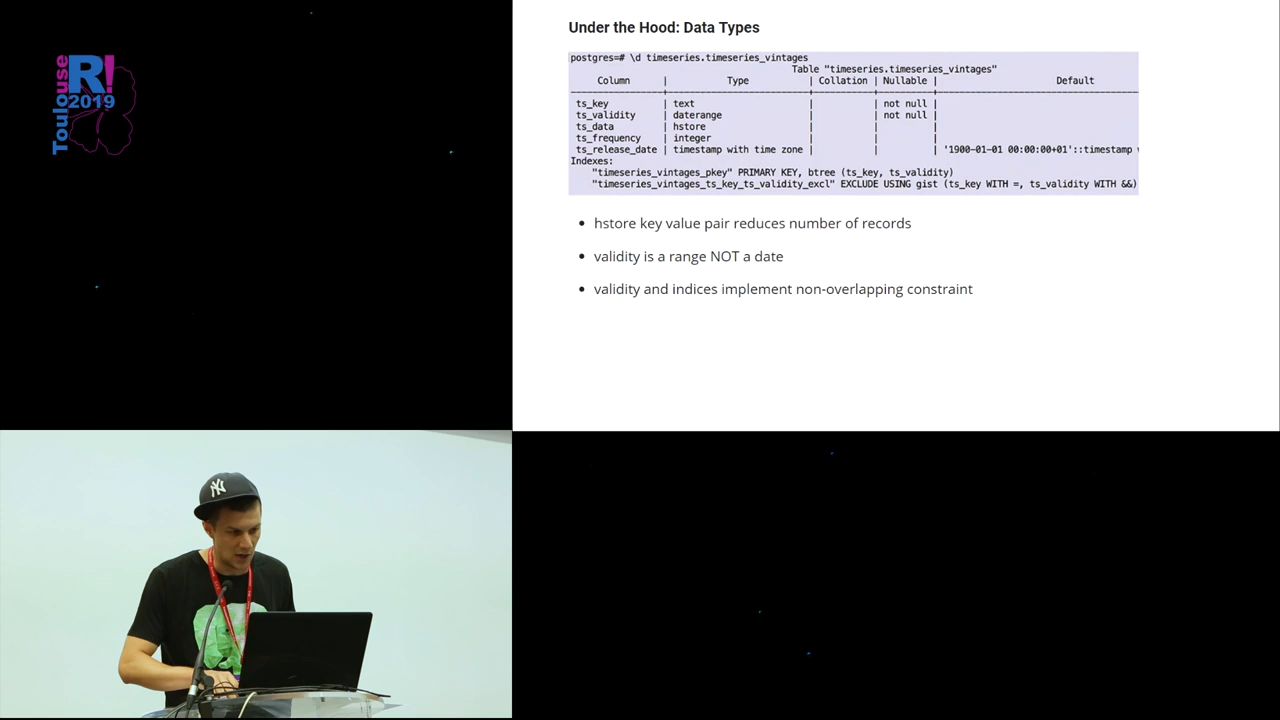 Toulouse
R!
2019
Under the Hood: Data Types
postgres=# \d timeseries.timeseries_vintages
Table "timeseries.timeseries_vintages"
Column | Type | Collation | Nullable | Default
ts_key | text | | not null |
ts_validity | daterange | | not null |
ts_data | hstore | | |
ts_frequency | integer | | |
ts_release_date | timestamp with time zone | | | '1900-01-01 00:00:00+01'::timestamp
Indexes:
"timeseries_vintages_pkey" PRIMARY KEY, btree (ts_key, ts_validity)
"timeseries_vintages_ts_key_ts_validity_excl" EXCLUDE USING gist (ts_key WITH =, ts_validity WITH &&)
• hstore key value pair reduces number of records
• validity is a range NOT a date
• validity and indices implement non-overlapping constraint
NY